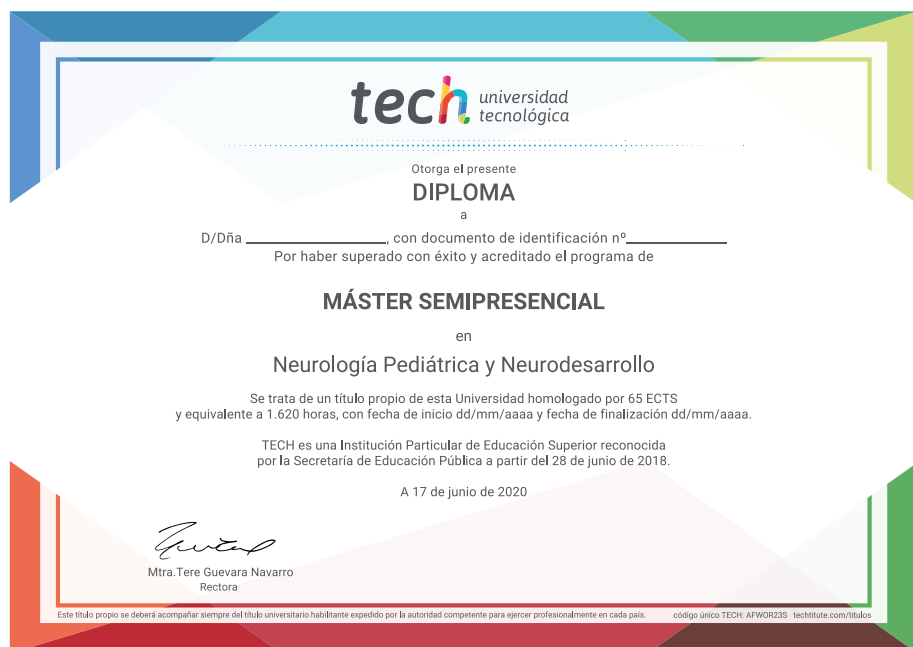 tech universidad
tecnológica
Otorga el presente
DIPLOMA
a
D/Dña ________________, con documento de identificación nº____________
Por haber superado con éxito y acreditado el programa de
MÁSTER SEMIPRESENCIAL
en
Neurología Pediátrica y Neurodesarrollo
Se trata de un título propio de esta Universidad homologado por 65 ECTS
y equivalente a 1.620 horas, con fecha de inicio dd/mm/aaaa y fecha de finalización dd/mm/aaaa.
TECH es una Institución Particular de Educación Superior reconocida
por la Secretaría de Educación Pública a partir del 28 de junio de 2018.
A 17 de junio de 2020
Mtra.Tere Guevara Navarro
Rectora
Este título propio se deberá acompañar siempre del título universitario habilitante expedido por la autoridad competente para ejercer profesionalmente en cada país. código único TECH: AFWOR23S techtitute.com/titulos